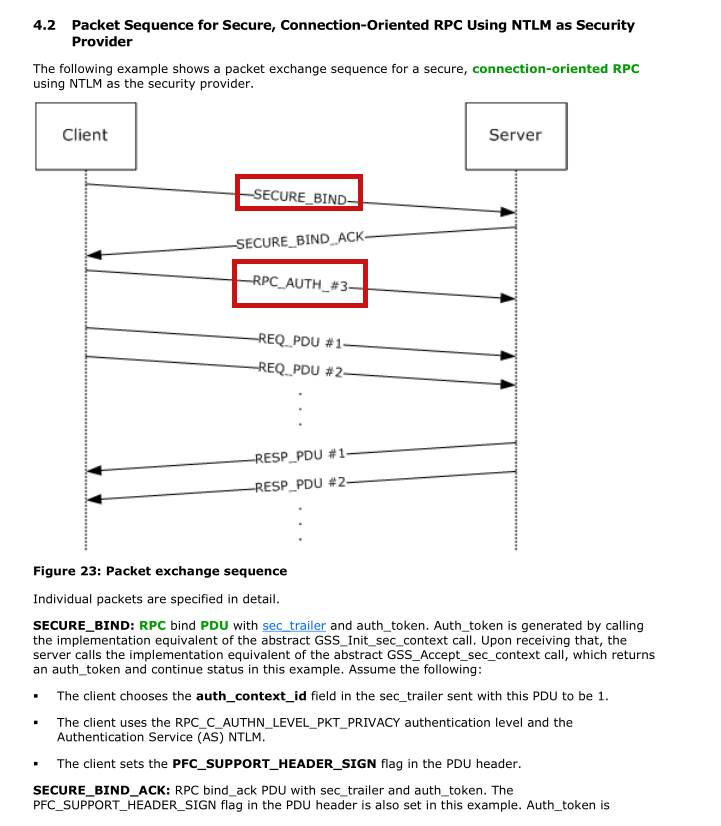 4.2 Packet Sequence for Secure, Connection-Oriented RPC Using NTLM as Security
Provider
The following example shows a packet exchange sequence for a secure, connection-oriented RPC
using NTLM as the security provider.
Client
Server
SECURE_BIND
SECURE_BIND_ACK
RPC_AUTH_#3
REQ_PDU #1
REQ_PDU #2
.
.
.
RESP_PDU #1
RESP_PDU #2
.
.
.
Figure 23: Packet exchange sequence
Individual packets are specified in detail.
SECURE_BIND: RPC bind PDU with sec_trailer and auth_token. Auth_token is generated by calling
the implementation equivalent of the abstract GSS_Init_sec_context call. Upon receiving that, the
server calls the implementation equivalent of the abstract GSS_Accept_sec_context call, which returns
an auth_token and continue status in this example. Assume the following:
▪ The client chooses the auth_context_id field in the sec_trailer sent with this PDU to be 1.
▪ The client uses the RPC_C_AUTHN_LEVEL_PKT_PRIVACY authentication level and the
Authentication Service (AS) NTLM.
▪ The client sets the PFC_SUPPORT_HEADER_SIGN flag in the PDU header.
SECURE_BIND_ACK: RPC bind_ack PDU with sec_trailer and auth_token. The
PFC_SUPPORT_HEADER_SIGN flag in the PDU header is also set in this example. Auth_token is